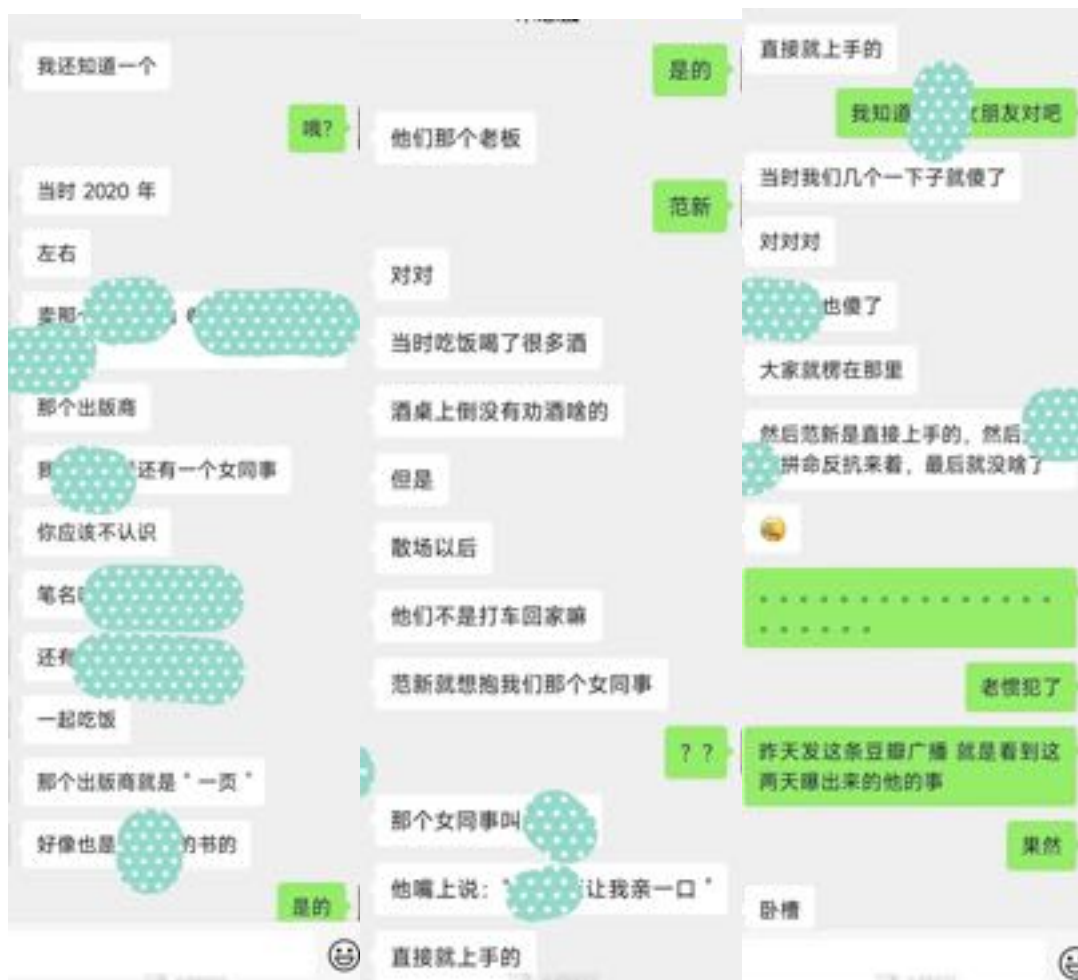 我还知道一个
哦？
当时 2020 年
左右
卖那
那个出版商
我
还有一个女同事
你应该不认识
笔名
还有
一起吃饭
那个出版商就是“一页”
好像也是
的书的
是的
是的
他们那个老板
范新
对对
当时吃饭喝了很多酒
酒桌上倒没有劝酒啥的
但是
散场以后
他们不是打车回家嘛
范新就想抱我们那个女同事
？？
那个女同事叫
他嘴上说：“
让我亲一口”
直接就上手的
直接就上手的
我知道
女朋友对吧
当时我们几个一下子就傻了
对对对
也傻了
大家就楞在那里
然后范新是直接上手的，然后
拼命反抗来着，最后就没啥了
。。。。。。。。。。。。。。。
。。。。。。
老惯犯了
昨天发这条豆瓣广播 就是看到这
两天曝出来的他的事
果然
卧槽